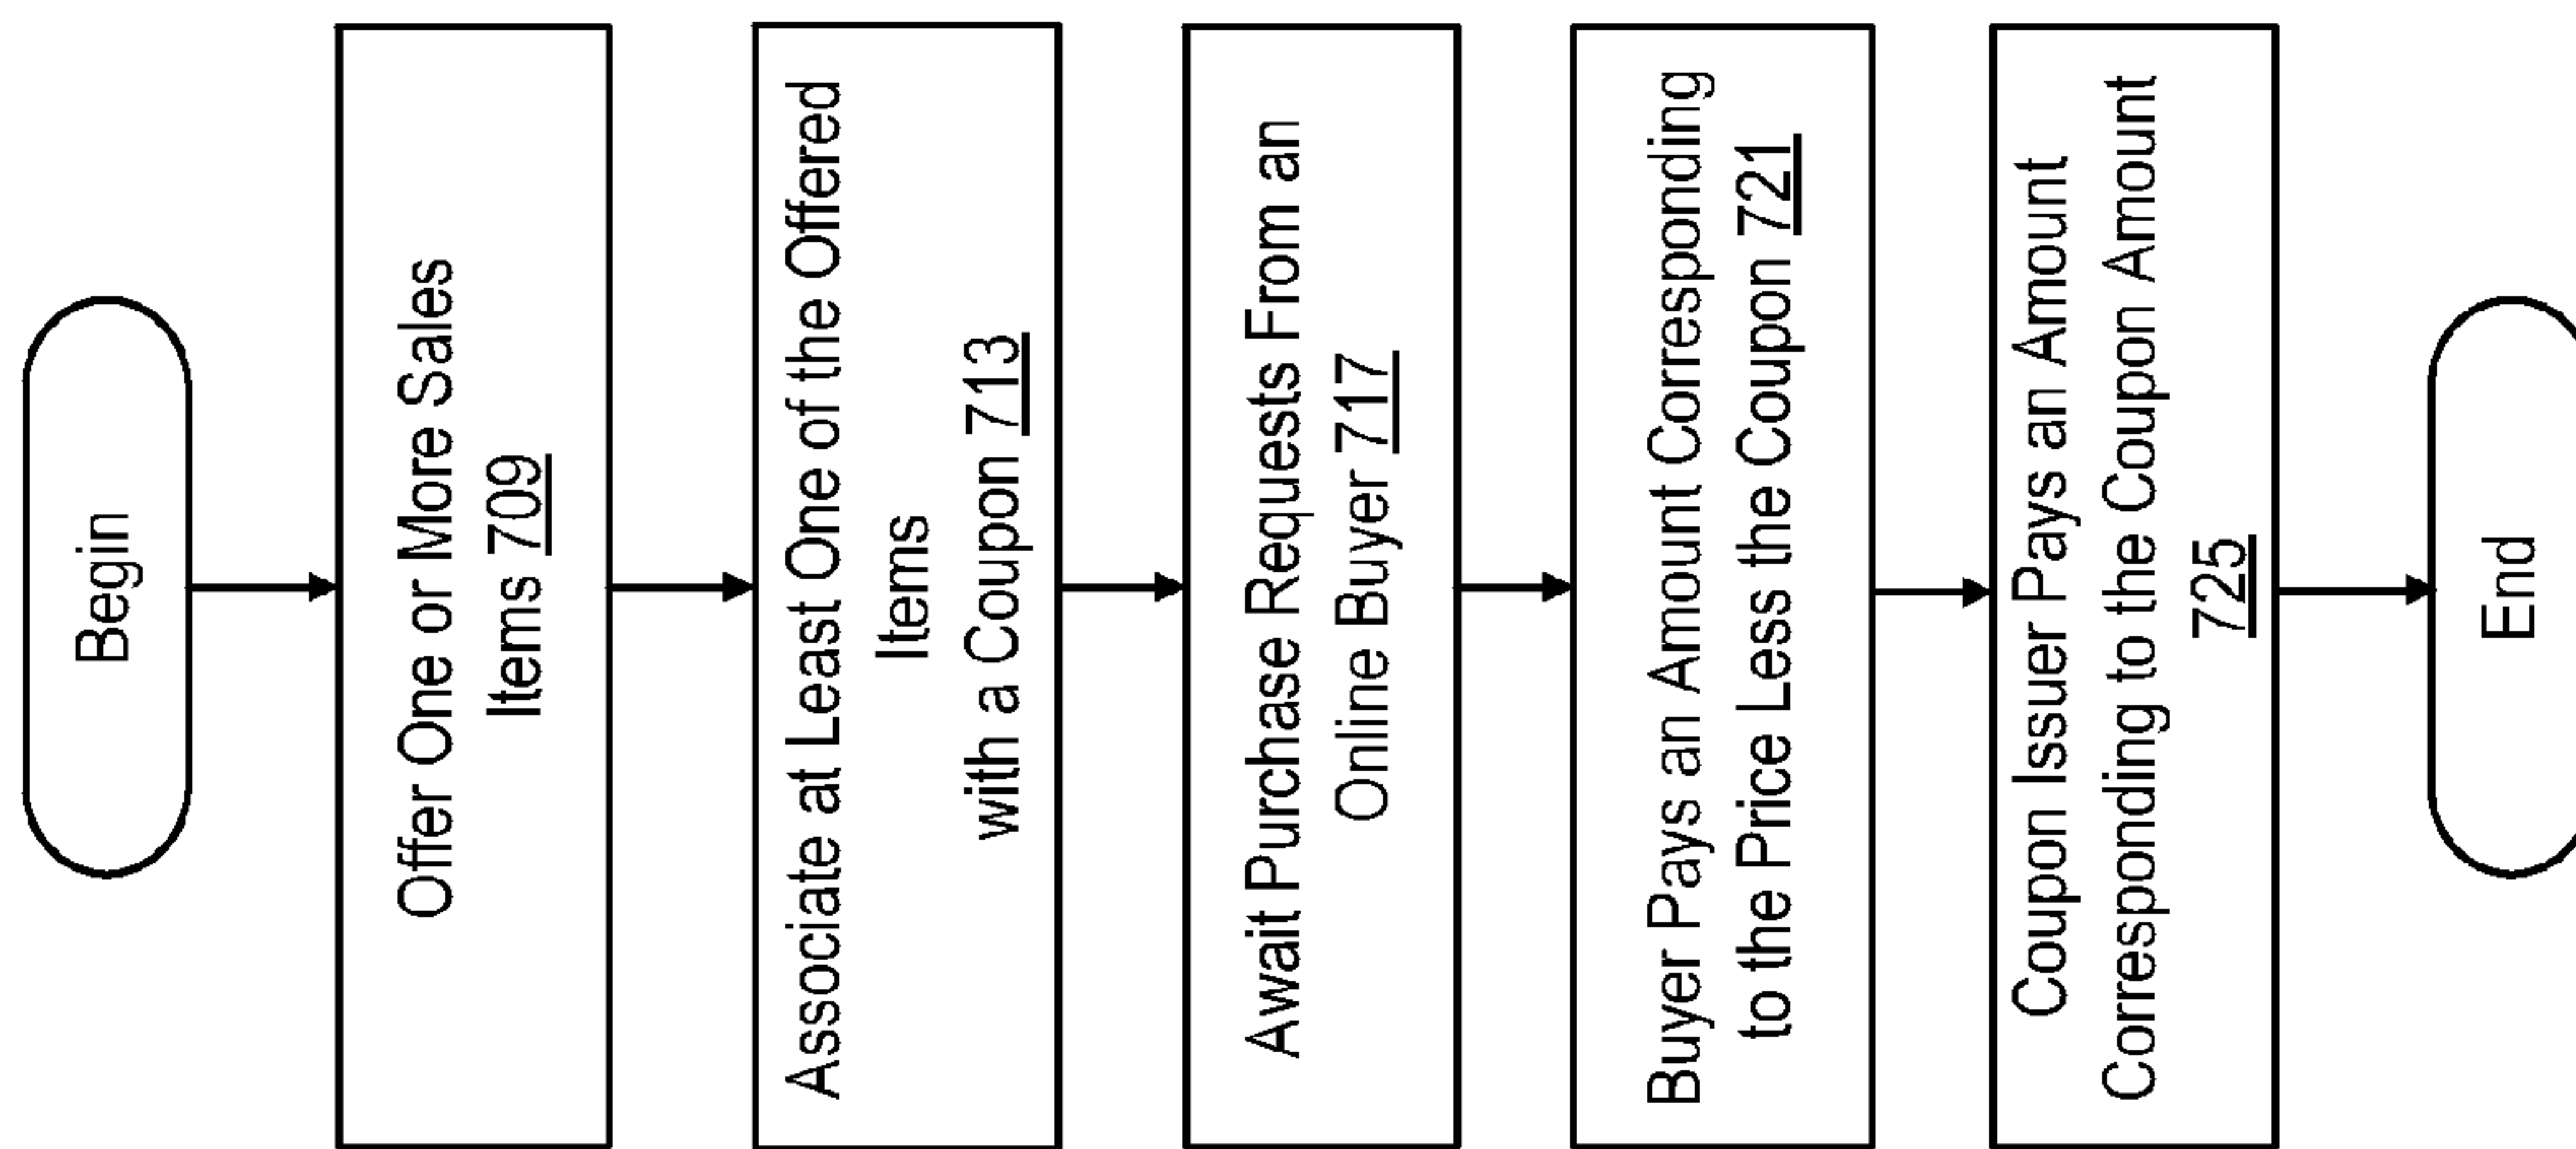 Begin
Offer One or More Sales
Items 709
Associate at Least One of the Offered
Items
with a Coupon 713
Await Purchase Requests From an
Online Buyer 717
Buyer Pays an Amount Corresponding
to the Price Less the Coupon 721
Coupon Issuer Pays an Amount
Corresponding to the Coupon Amount
725
End